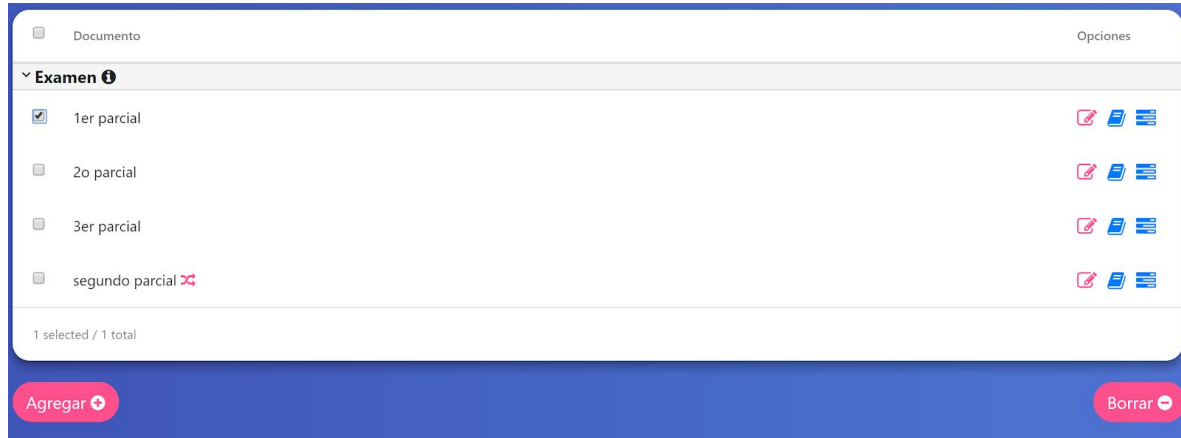 Documento Opciones
Examen
1er parcial
2o parcial
3er parcial
segundo parcial
1 selected / 1 total
Agregar Borrar